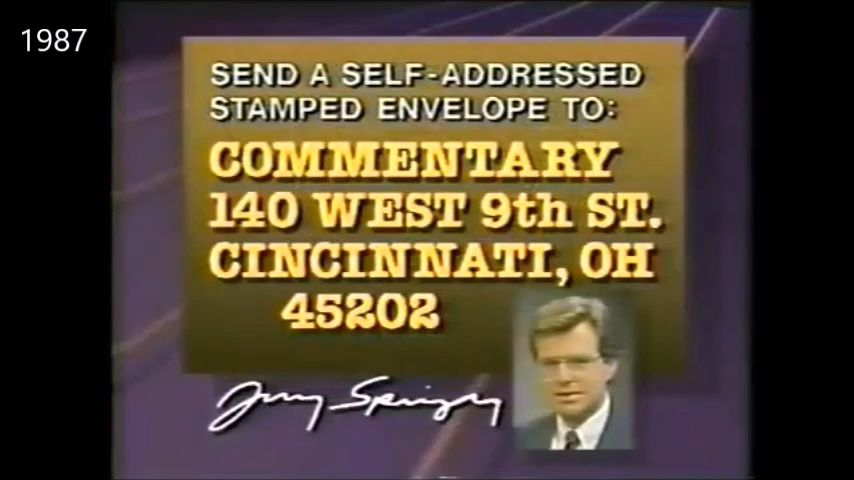 1987
SEND A SELF-ADDRESSED
STAMPED ENVELOPE TO:
COMMENTARY
140 WEST 9th ST.
CINCINNATI, OH
45202
Jerry Springer